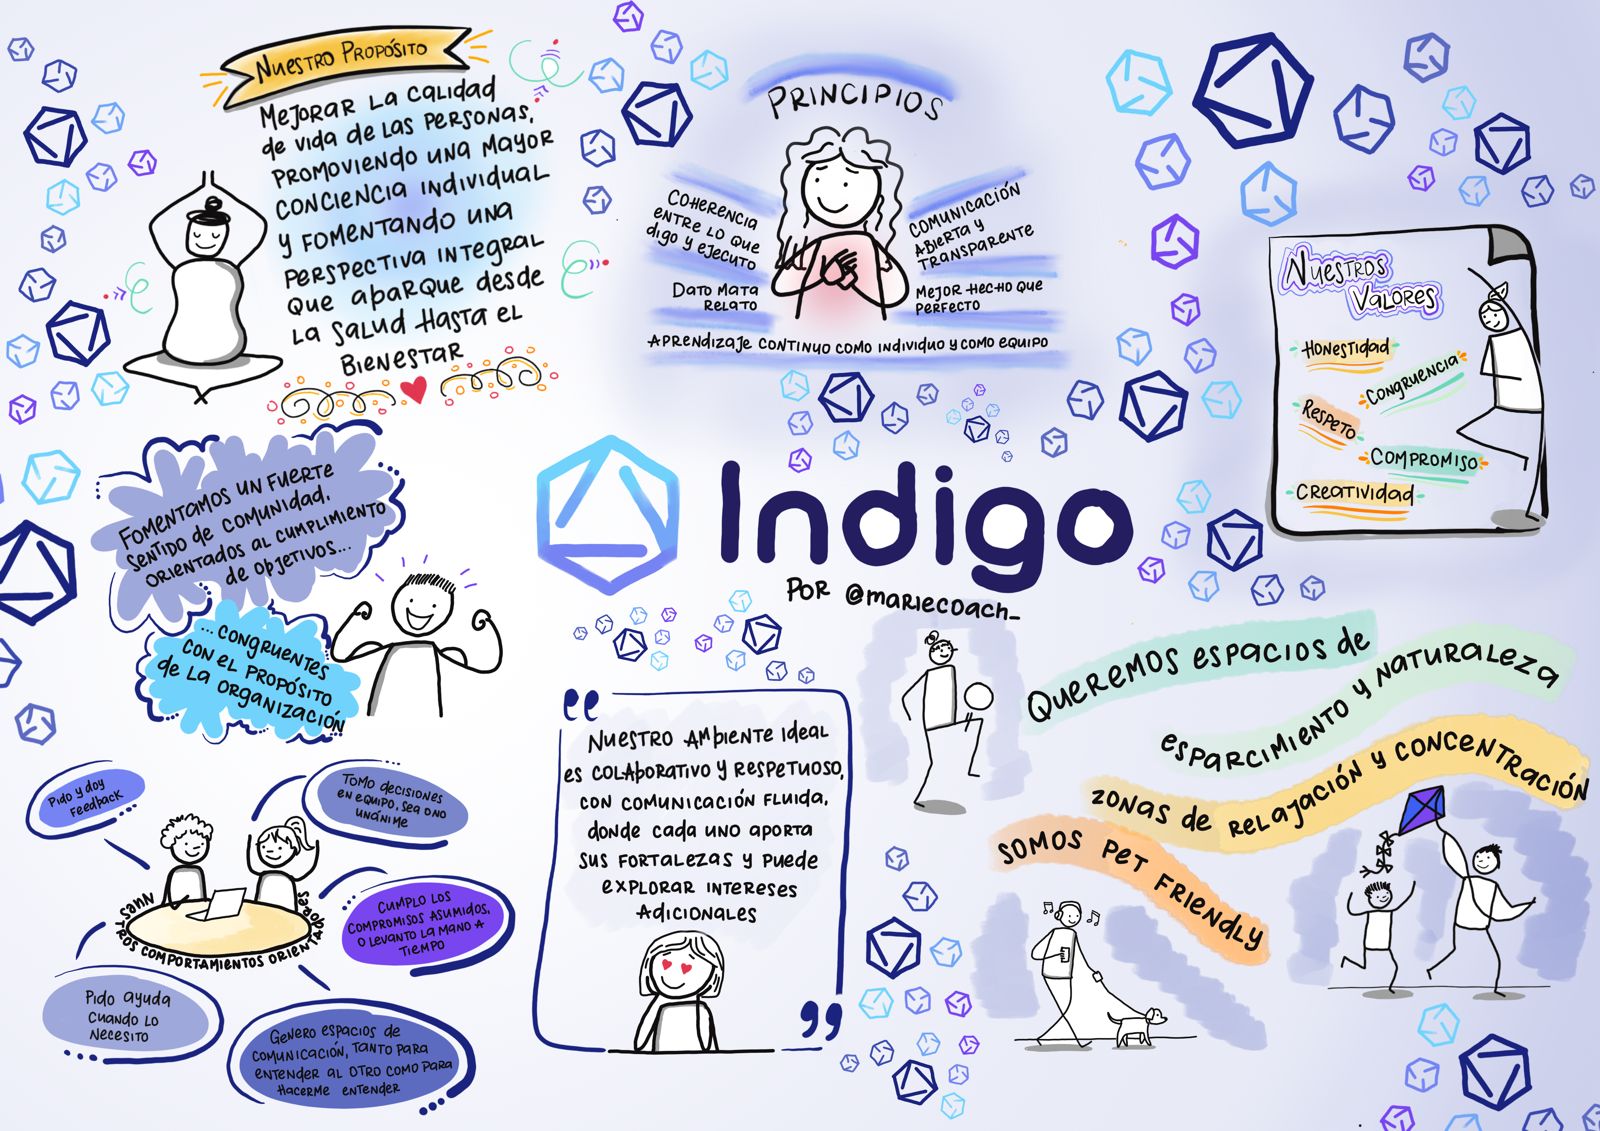 Nuestro Propósito
Mejorar la calidad
de vida de las personas,
promoviendo una mayor
conciencia individual
y fomentando una
perspectiva integral
que abarque desde
la salud hasta el
bienestar
Principios
Coherencia
entre lo que
digo y ejecuto
Dato mata
relato
Comunicación
abierta y
transparente
Mejor hecho que
perfecto
Aprendizaje continuo como individuo y como equipo
Nuestros
Valores
Honestidad
Congruencia
Respeto
Compromiso
Creatividad
Fomentamos un fuerte
sentido de comunidad,
orientados al cumplimiento
de objetivos...
...congruentes
con el propósito
de la organización
Indigo
por @mariecoach_
Pido y doy
feedback
Tomo decisiones
en equipo, sea o no
unánime
Cumplo los
compromisos asumidos,
o levanto la mano a
tiempo
Nuestros comportamientos orientadores
Pido ayuda
cuando lo
necesito
Genero espacios de
comunicación, tanto para
entender al otro como para
hacerme entender
"
Nuestro ambiente ideal
es colaborativo y respetuoso,
con comunicación fluida,
donde cada uno aporta
sus fortalezas y puede
explorar intereses
adicionales
"
Queremos espacios de
esparcimiento y naturaleza
zonas de relajación y concentración
Somos pet friendly